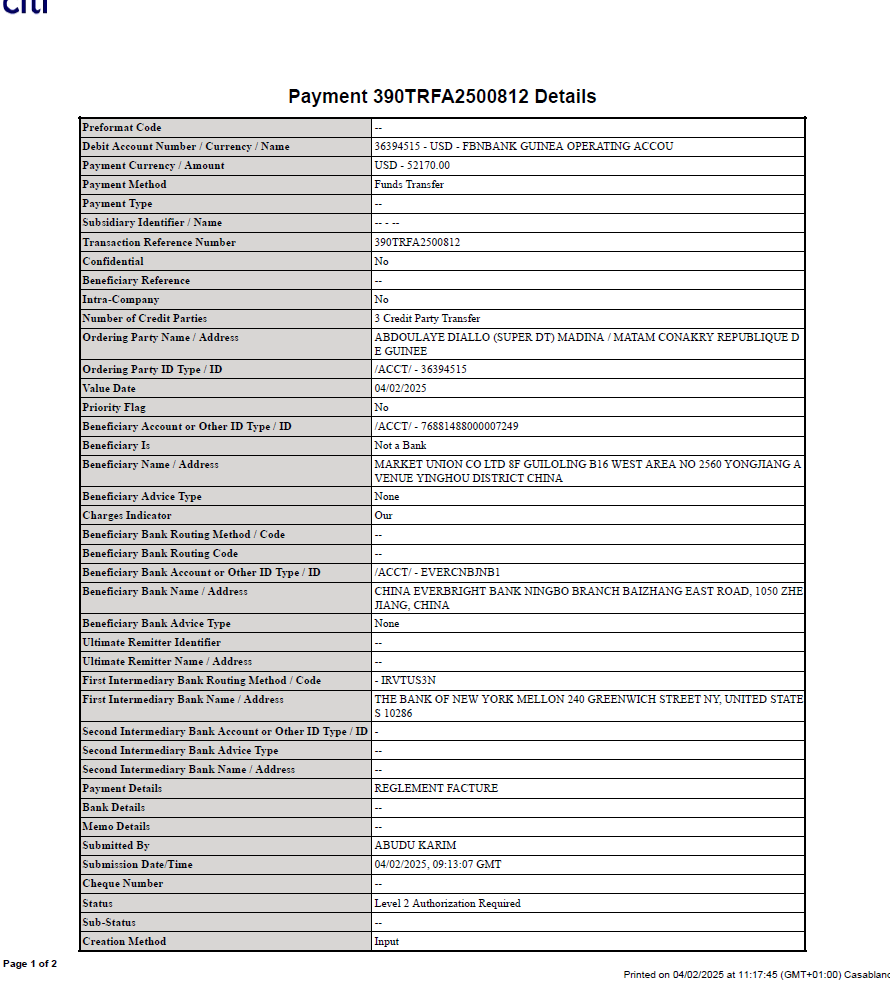 citi
Payment 390TRFA2500812 Details
Preformat Code --
Debit Account Number / Currency / Name 36394515 - USD - FBNBANK GUINEA OPERATING ACCOU
Payment Currency / Amount USD - 52170.00
Payment Method Funds Transfer
Payment Type --
Subsidiary Identifier / Name -- - --
Transaction Reference Number 390TRFA2500812
Confidential No
Beneficiary Reference --
Intra-Company No
Number of Credit Parties 3 Credit Party Transfer
Ordering Party Name / Address ABDOULAYE DIALLO (SUPER DT) MADINA / MATAM CONAKRY REPUBLIQUE D
E GUINEE
Ordering Party ID Type / ID /ACCT/ - 36394515
Value Date 04/02/2025
Priority Flag No
Beneficiary Account or Other ID Type / ID /ACCT/ - 76881488000007249
Beneficiary Is Not a Bank
Beneficiary Name / Address MARKET UNION CO LTD 8F GUILOLING B16 WEST AREA NO 2560 YONGJIANG A
VENUE YINGHOU DISTRICT CHINA
Beneficiary Advice Type None
Charges Indicator Our
Beneficiary Bank Routing Method / Code --
Beneficiary Bank Routing Code --
Beneficiary Bank Account or Other ID Type / ID /ACCT/ - EVERCNBJNB1
Beneficiary Bank Name / Address CHINA EVERBRIGHT BANK NINGBO BRANCH BAIZHANG EAST ROAD, 1050 ZHE
JIANG, CHINA
Beneficiary Bank Advice Type None
Ultimate Remitter Identifier --
Ultimate Remitter Name / Address --
First Intermediary Bank Routing Method / Code - IRVTUS3N
First Intermediary Bank Name / Address THE BANK OF NEW YORK MELLON 240 GREENWICH STREET NY, UNITED STATE
S 10286
Second Intermediary Bank Account or Other ID Type / ID -
Second Intermediary Bank Advice Type --
Second Intermediary Bank Name / Address --
Payment Details REGLEMENT FACTURE
Bank Details --
Memo Details --
Submitted By ABUDU KARIM
Submission Date/Time 04/02/2025, 09:13:07 GMT
Cheque Number --
Status Level 2 Authorization Required
Sub-Status --
Creation Method Input
Page 1 of 2
Printed on 04/02/2025 at 11:17:45 (GMT+01:00) Casablanc